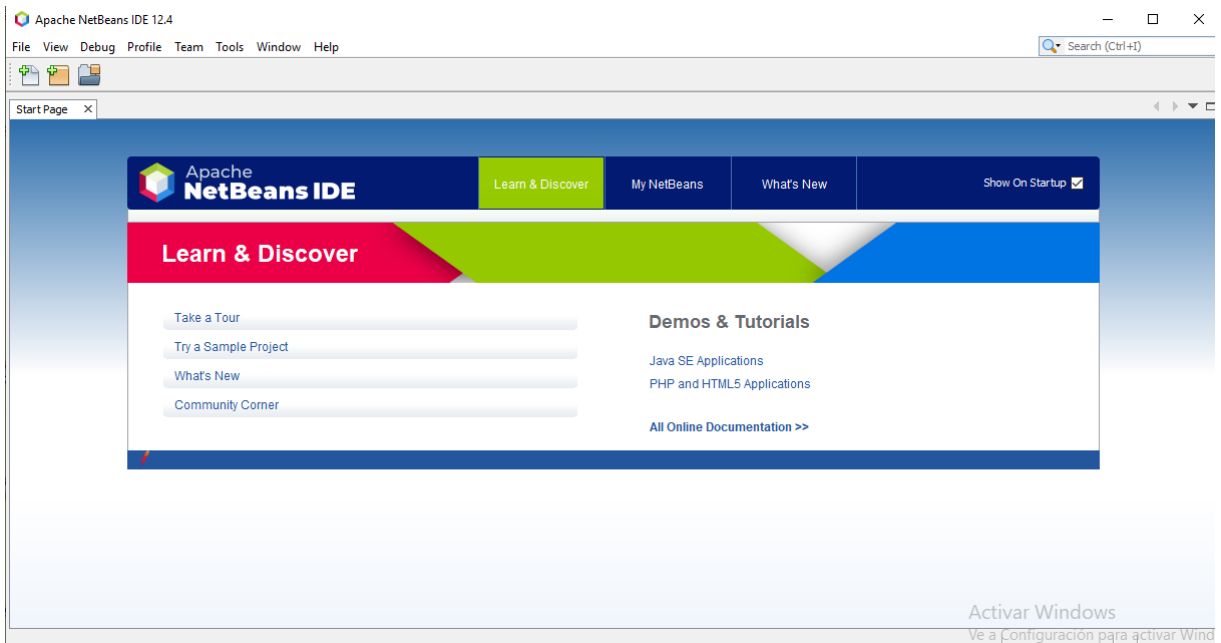 Apache NetBeans IDE 12.4
File View Debug Profile Team Tools Window Help
Search (Ctrl+I)
Start Page
Apache
NetBeans IDE
Learn & Discover
My NetBeans
What's New
Show On Startup
Learn & Discover
Take a Tour
Try a Sample Project
What's New
Community Corner
Demos & Tutorials
Java SE Applications
PHP and HTML5 Applications
All Online Documentation >>
Activar Windows
Ve a Configuración para activar Wind